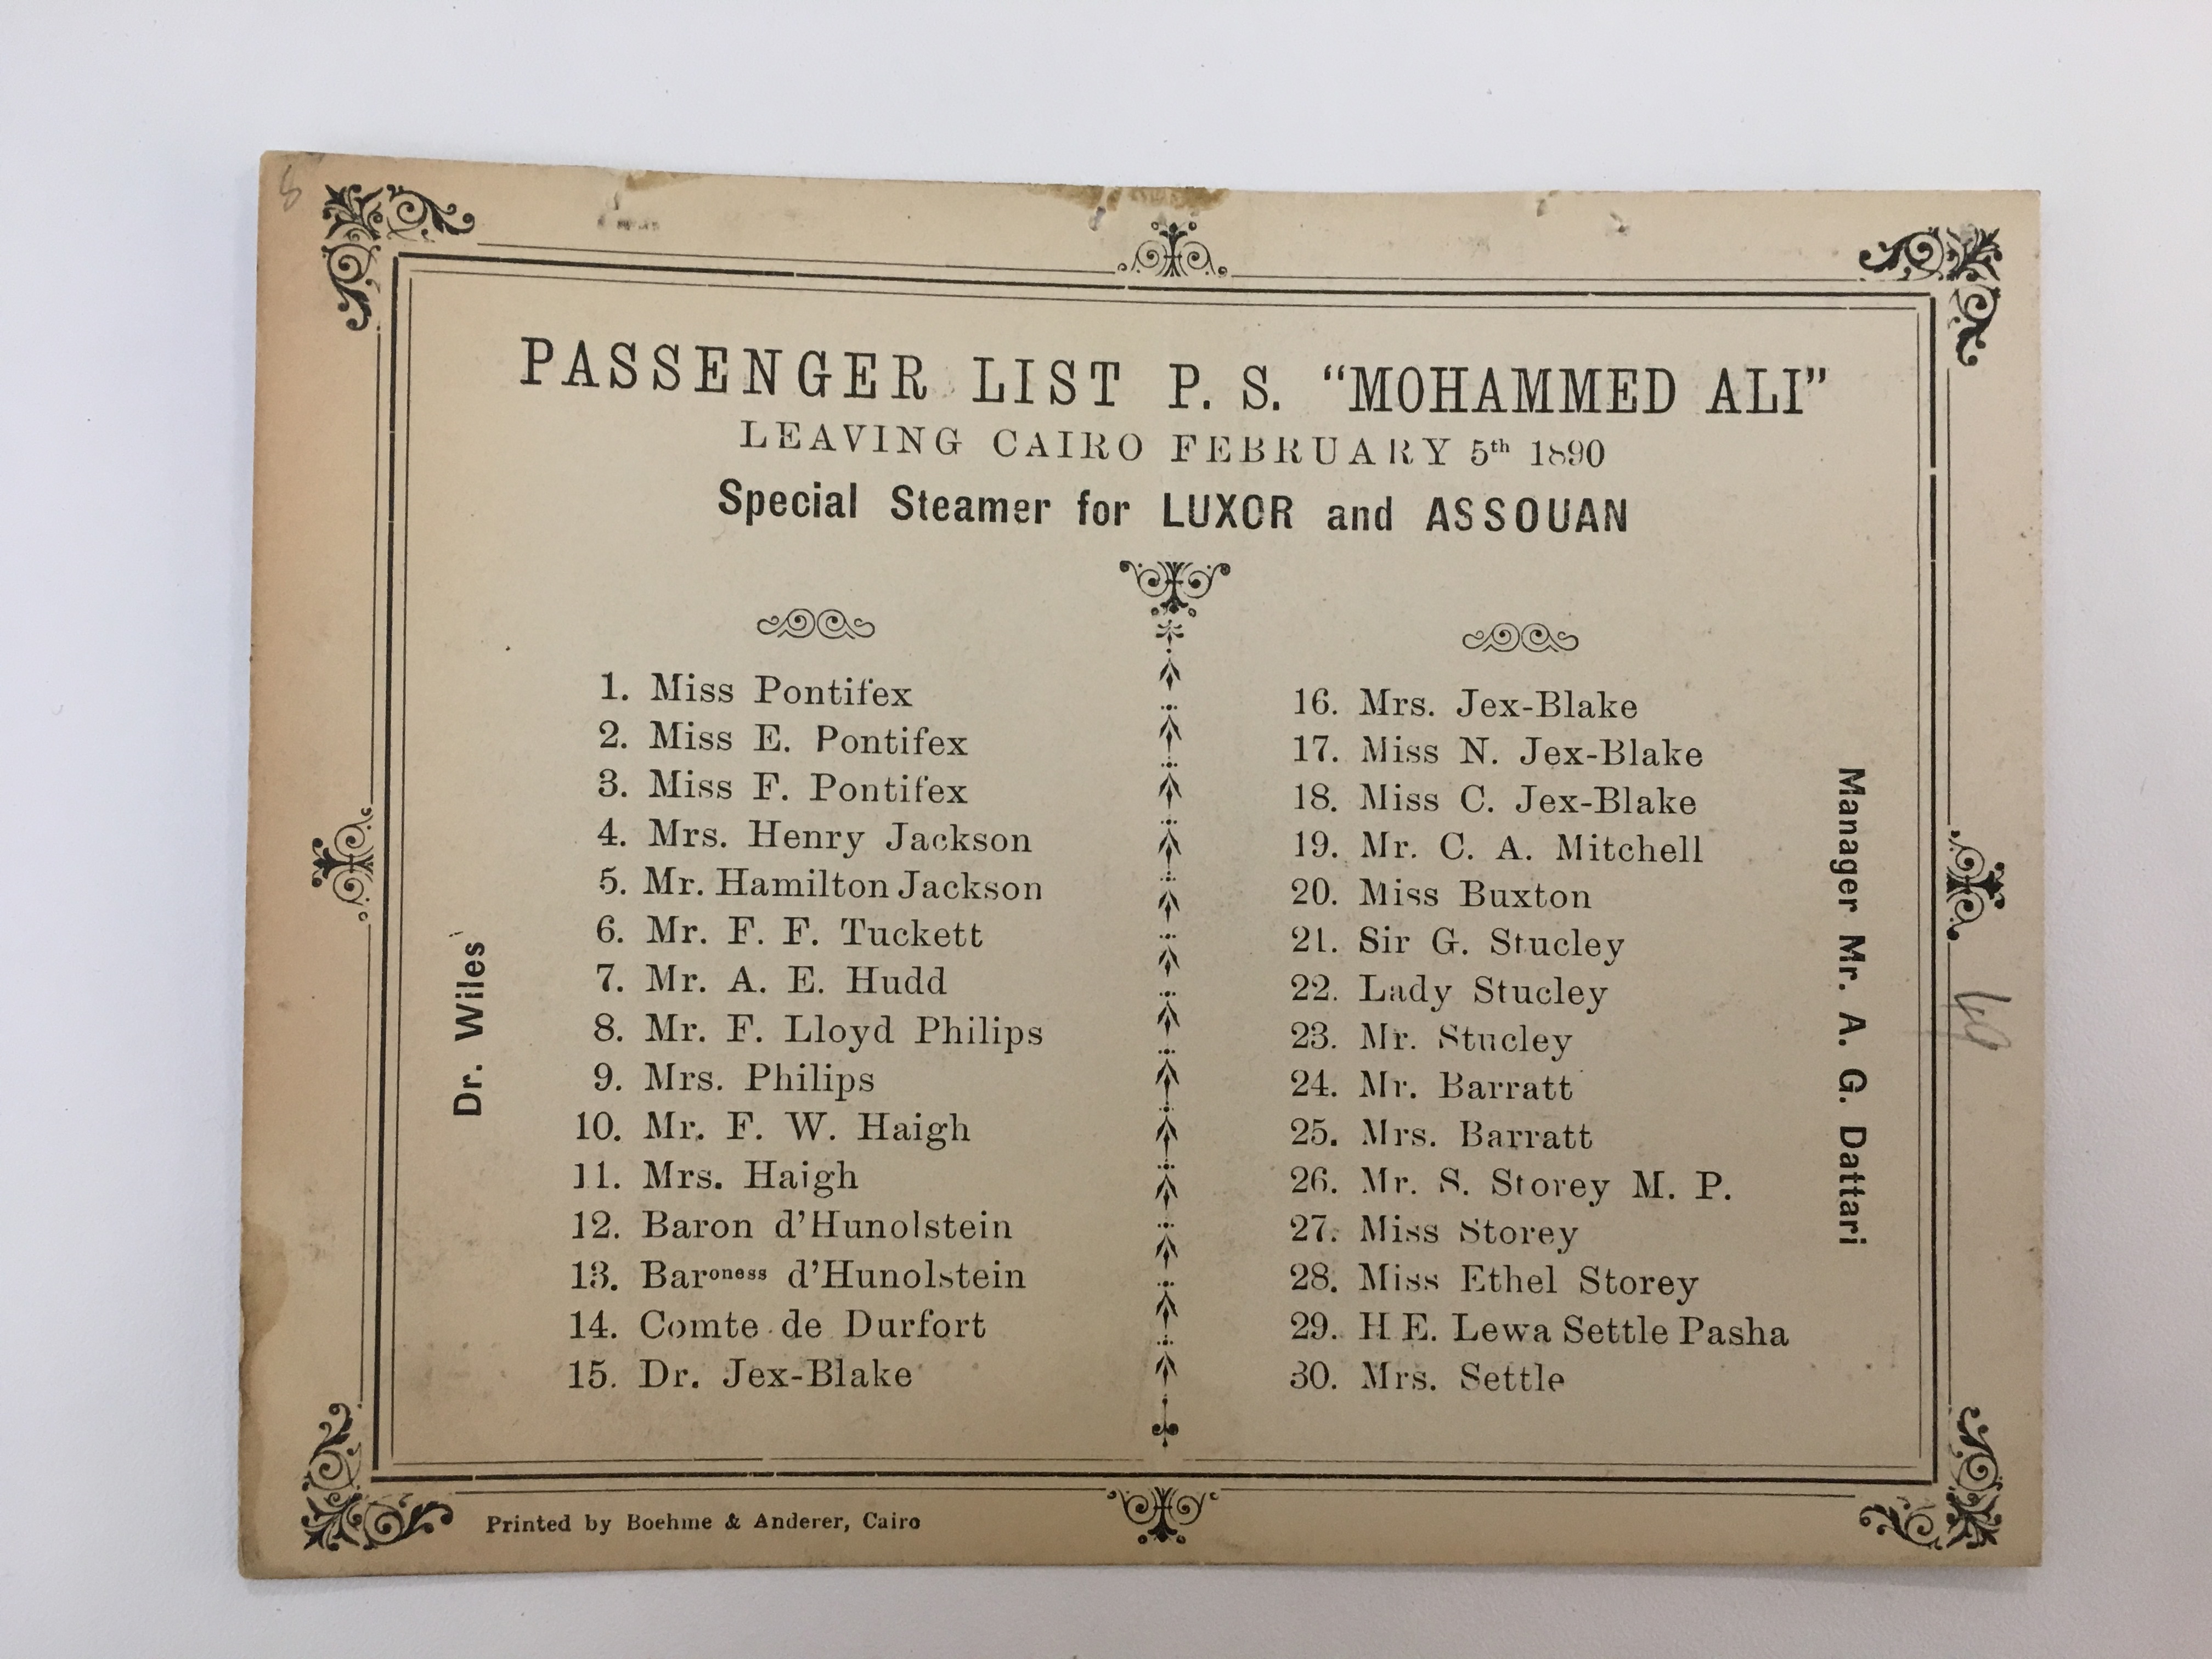 PASSENGER LIST P. S. “MOHAMMED ALI”
LEAVING CAIRO FEBRUARY 5th 1890
Special Steamer for LUXOR and ASSOUAN
1. Miss Pontifex
2. Miss E. Pontifex
3. Miss F. Pontifex
4. Mrs. Henry Jackson
5. Mr. Hamilton Jackson
6. Mr. F. F. Tuckett
7. Mr. A. E. Hudd
8. Mr. F. Lloyd Philips
9. Mrs. Philips
10. Mr. F. W. Haigh
11. Mrs. Haigh
12. Baron d'Hunolstein
13. Baroness d'Hunolstein
14. Comte de Durfort
15. Dr. Jex-Blake
16. Mrs. Jex-Blake
17. Miss N. Jex-Blake
18. Miss C. Jex-Blake
19. Mr. C. A. Mitchell
20. Miss Buxton
21. Sir G. Stucley
22. Lady Stucley
23. Mr. Stucley
24. Mr. Barratt
25. Mrs. Barratt
26. Mr. S. Storey M. P.
27. Miss Storey
28. Miss Ethel Storey
29. H E. Lewa Settle Pasha
30. Mrs. Settle
Dr. Wiles
Manager Mr. A. G. Dattari
Printed by Boehme & Anderer, Cairo